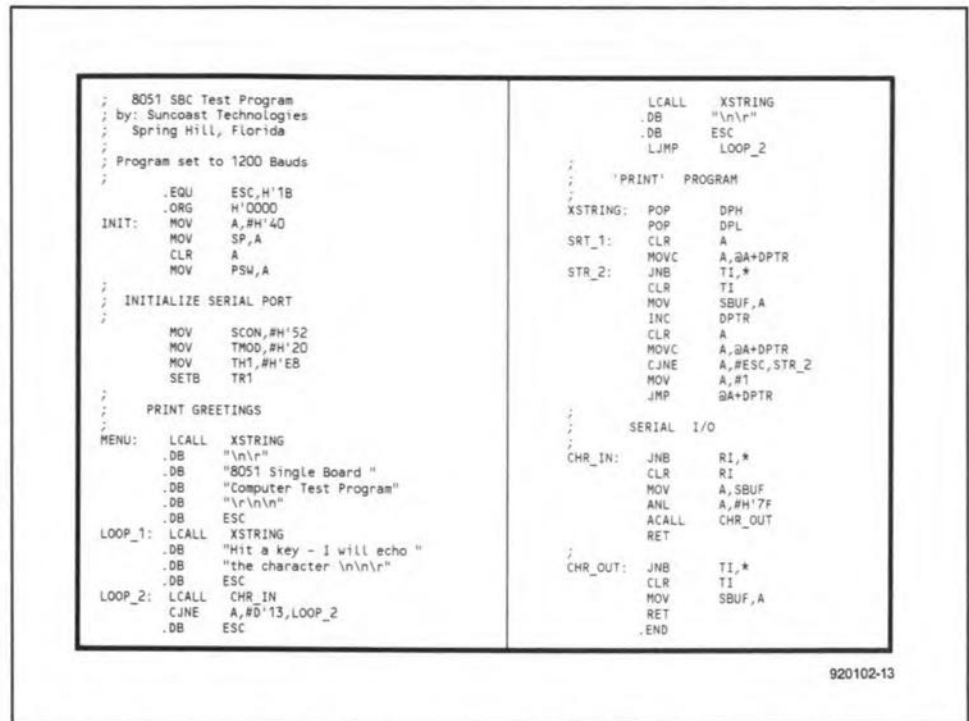 ;    8051 SBC Test Program
; by: Suncoast Technologies
;    Spring Hill, Florida
;
; Program set to 1200 Bauds
;
.EQU ESC,H'1B
.ORG H'0000
INIT: MOV A,#H'40
MOV SP,A
CLR A
MOV PSW,A
;
; INITIALIZE SERIAL PORT
;
MOV SCON,#H'52
MOV TMOD,#H'20
MOV TH1,#H'E8
SETB TR1
;
; PRINT GREETINGS
;
MENU: LCALL XSTRING
.DB "\n\r"
.DB "8051 Single Board "
.DB "Computer Test Program"
.DB "\r\n\n"
.DB ESC
LOOP_1: LCALL XSTRING
.DB "Hit a key - I will echo "
.DB "the character \n\n\r"
.DB ESC
LOOP_2: LCALL CHR_IN
CJNE A,#D'13,LOOP_2
.DB ESC
LCALL XSTRING
.DB "\n\r"
.DB ESC
LJMP LOOP_2
;
; 'PRINT' PROGRAM
;
XSTRING: POP DPH
POP DPL
SRT_1: CLR A
MOVC A,@A+DPTR
STR_2: JNB TI,*
CLR TI
MOV SBUF,A
INC DPTR
CLR A
MOVC A,@A+DPTR
CJNE A,#ESC,STR_2
MOV A,#1
JMP @A+DPTR
;
; SERIAL I/O
;
CHR_IN: JNB RI,*
CLR RI
MOV A,SBUF
ANL A,#H'7F
ACALL CHR_OUT
RET
;
CHR_OUT: JNB TI,*
CLR TI
MOV SBUF,A
RET
.END
920102-13